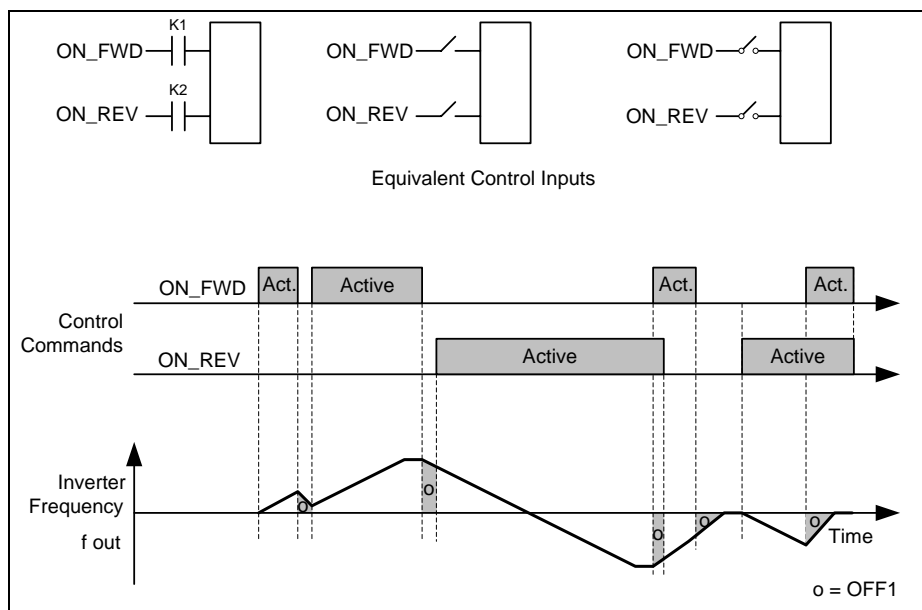 K1
ON_FWD
K2
ON_REV
ON_FWD
ON_REV
ON_FWD
ON_REV
Equivalent Control Inputs
Control
Commands
ON_FWD
Act.
Active
Act.
Act.
ON_REV
Active
Active
Inverter
Frequency
f out
o
o
o
o
o
Time
o = OFF1